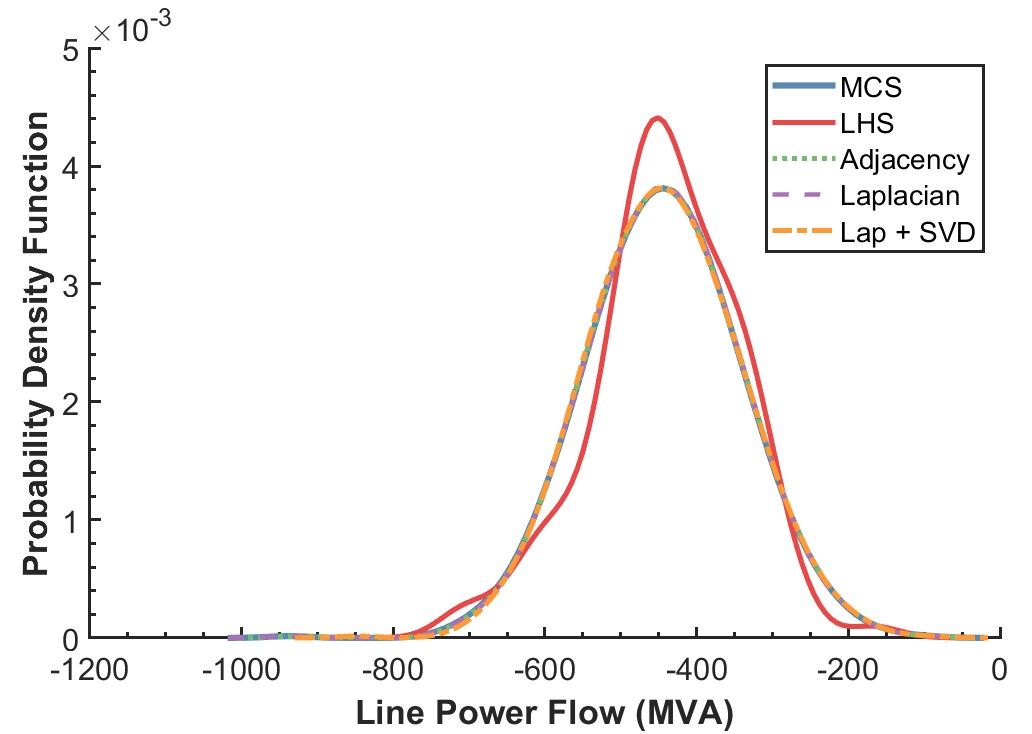 ×10-3
5
4
3
2
1
0
Probability Density Function
-1200 -1000 -800 -600 -400 -200 0
Line Power Flow (MVA)
MCS
LHS
Adjacency
Laplacian
Lap + SVD